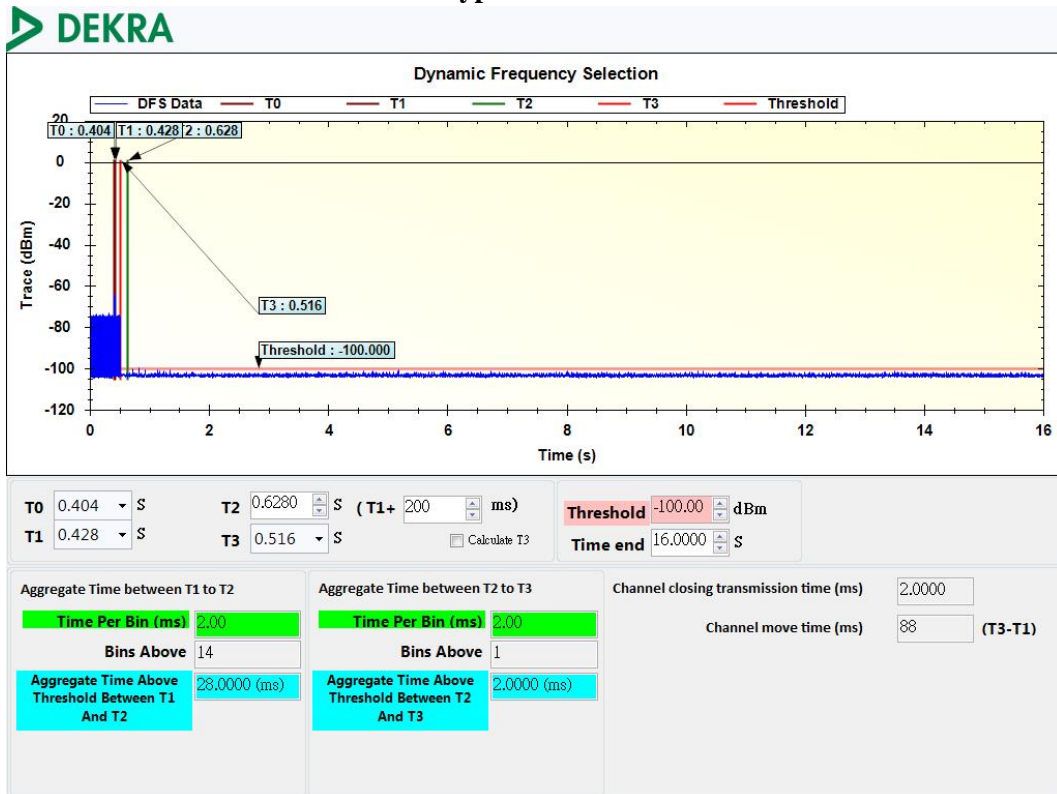 DEKRA
Dynamic Frequency Selection
DFS Data T0 T1 T2 T3 Threshold
T0 : 0.404 T1 : 0.428 2 : 0.628
20
0
-20
-40
-60
-80
-100
-120
Trace (dBm)
T3 : 0.516
Threshold : -100.000
0 2 4 6 8 10 12 14 16
Time (s)
T0 0.404 S T2 0.6280 S ( T1+ 200 ms) Threshold -100.00 dBm
T1 0.428 S T3 0.516 S Calculate T3 Time end 16.0000 S
Aggregate Time between T1 to T2
Time Per Bin (ms) 2.00
Bins Above 14
Aggregate Time Above
Threshold Between T1
And T2
28.0000 (ms)
Aggregate Time between T2 to T3
Time Per Bin (ms) 2.00
Bins Above 1
Aggregate Time Above
Threshold Between T2
And T3
2.0000 (ms)
Channel closing transmission time (ms) 2.0000
Channel move time (ms) 88 (T3-T1)